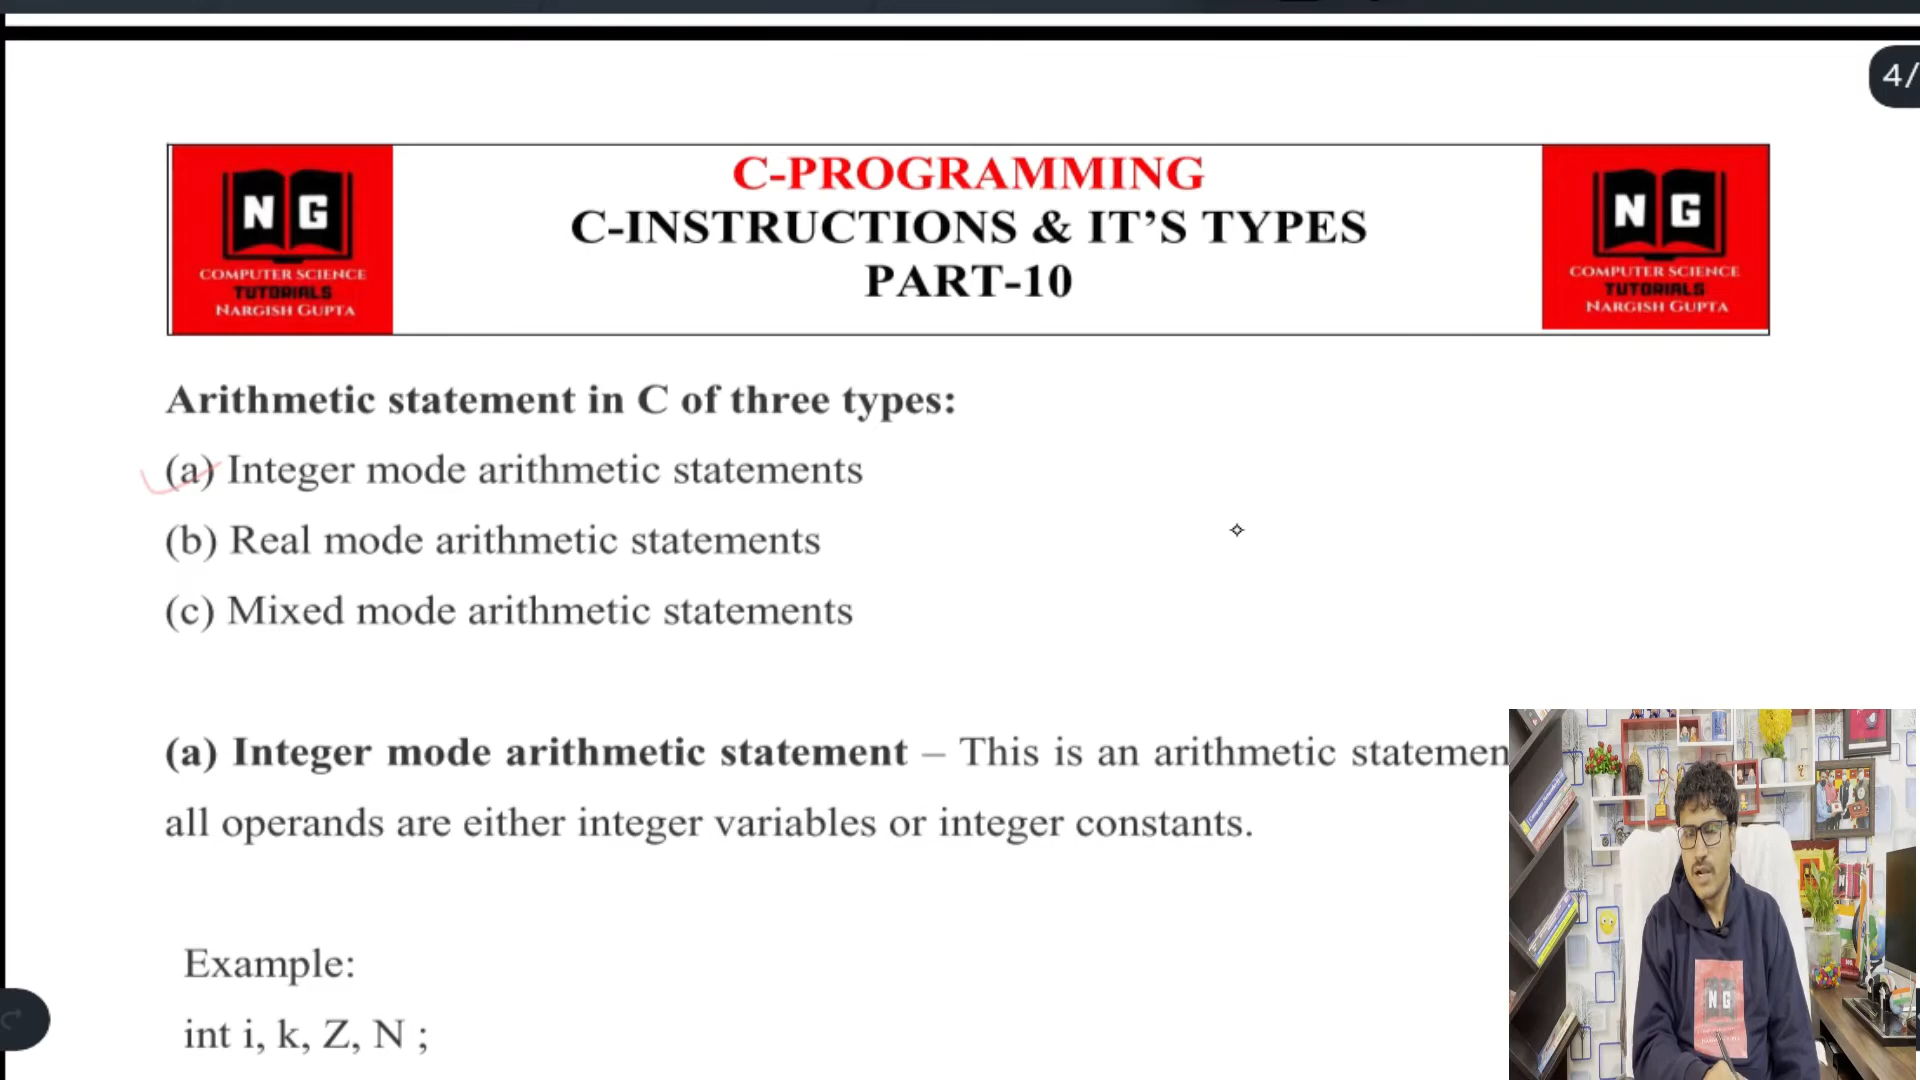 4/
NG
COMPUTER SCIENCE
TUTORIALS
NARGISH GUPTA
C-PROGRAMMING
C-INSTRUCTIONS & IT’S TYPES
PART-10
NG
COMPUTER SCIENCE
TUTORIALS
NARGISH GUPTA
Arithmetic statement in C of three types:
(a) Integer mode arithmetic statements
(b) Real mode arithmetic statements
(c) Mixed mode arithmetic statements
(a) Integer mode arithmetic statement – This is an arithmetic statemen
all operands are either integer variables or integer constants.
Example:
int i, k, Z, N ;
NG